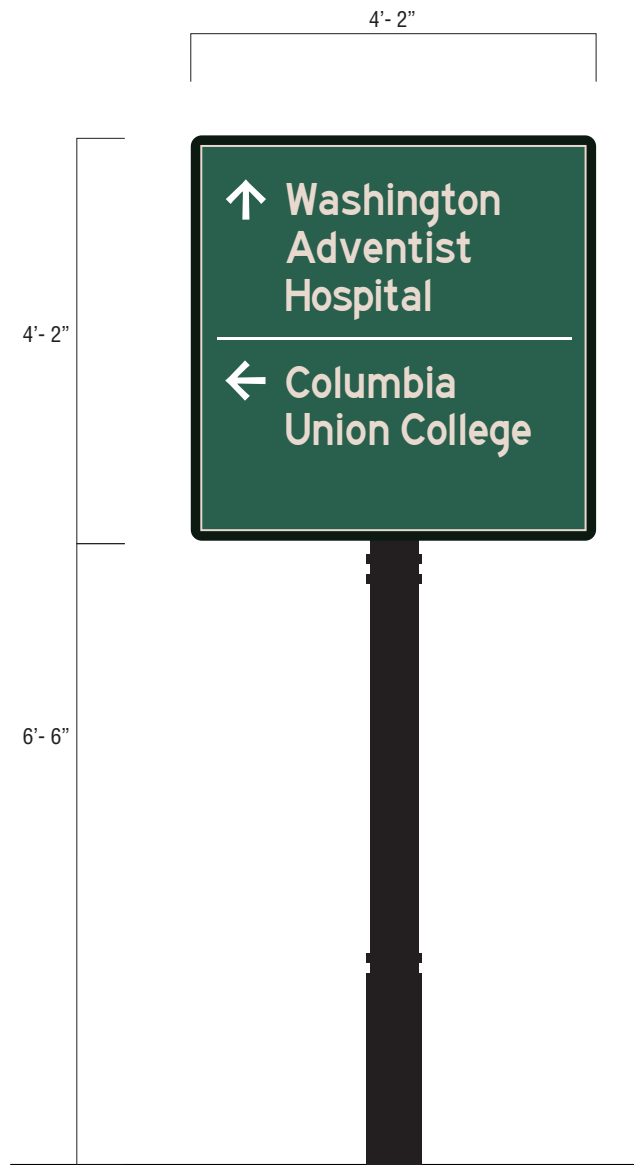 4’- 2”
Washington
Adventist
Hospital
4’- 2”
Columbia
Union College
6’- 6”